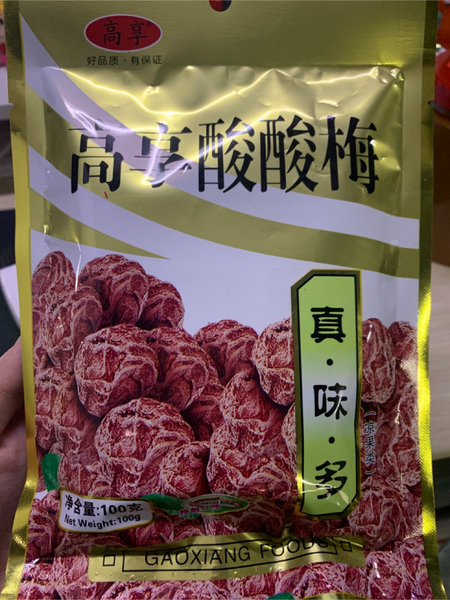 高享
好品质·有保证
高享酸酸梅
真·味·多
(凉果类)
净含量:100克
Net Weight:100g
GAOXIANG FOODS